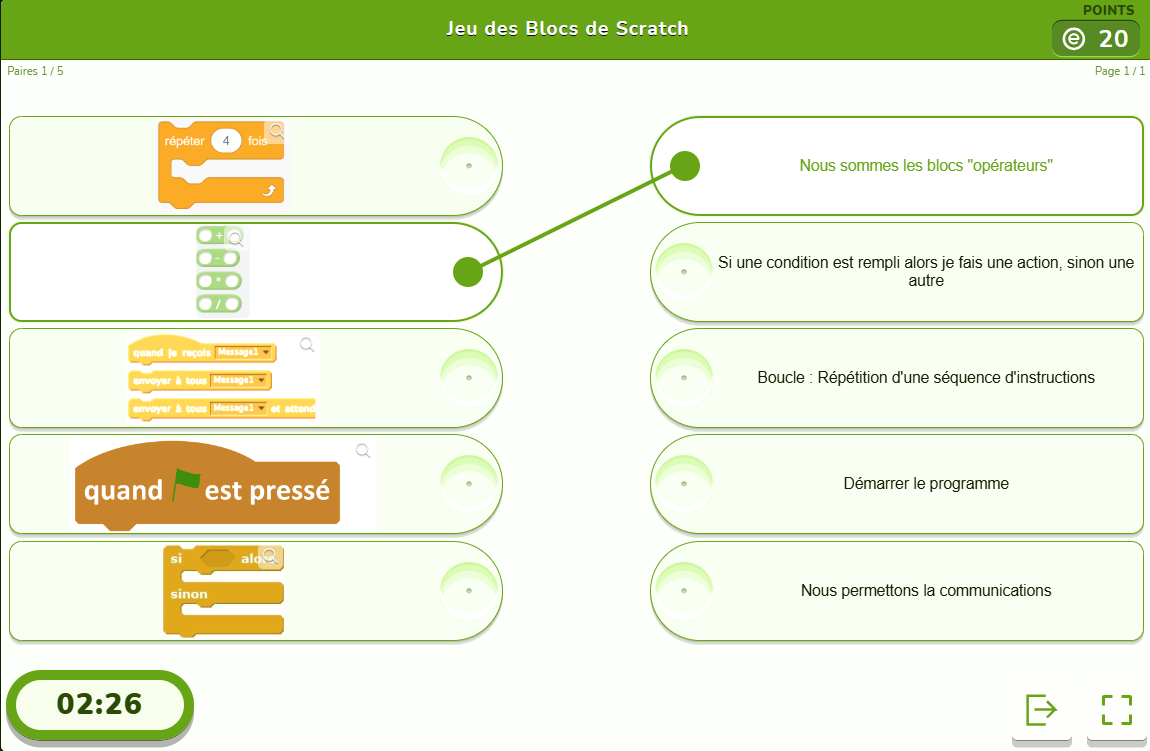 POINTS
Jeu des Blocs de Scratch
20
Paires 1 / 5
Page 1 / 1
répéter 4 fois
Nous sommes les blocs "opérateurs"
+
-
*
/
Si une condition est rempli alors je fais une action, sinon une
autre
quand je reçois Message1
envoyer à tous Message1
envoyer à tous Message1 et attend
Boucle : Répétition d'une séquence d'instructions
quand est pressé
Démarrer le programme
si alors
sinon
Nous permettons la communications
02:26